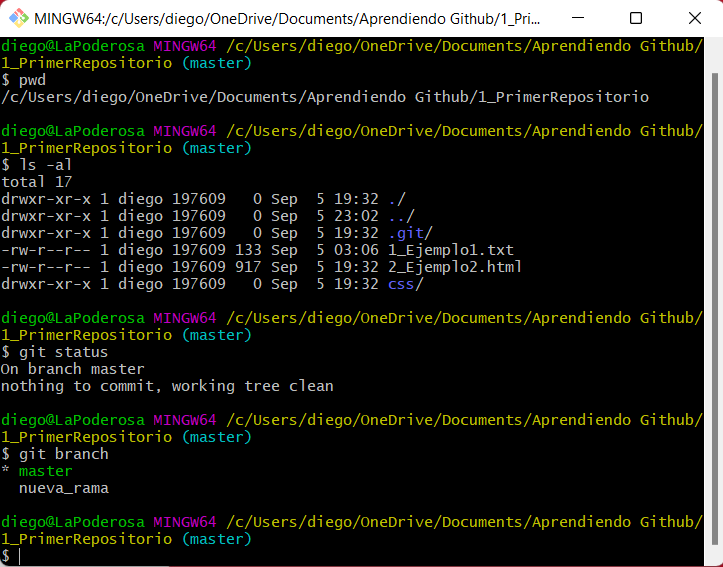 MINGW64:/c/Users/diego/OneDrive/Documents/Aprendiendo Github/1_Pri...
diego@LaPoderosa MINGW64 /c/Users/diego/OneDrive/Documents/Aprendiendo Github/
1_PrimerRepositorio (master)
$ pwd
/c/Users/diego/OneDrive/Documents/Aprendiendo Github/1_PrimerRepositorio
diego@LaPoderosa MINGW64 /c/Users/diego/OneDrive/Documents/Aprendiendo Github/
1_PrimerRepositorio (master)
$ ls -al
total 17
drwxr-xr-x 1 diego 197609   0 Sep  5 19:32 ./
drwxr-xr-x 1 diego 197609   0 Sep  5 23:02 ../
drwxr-xr-x 1 diego 197609   0 Sep  5 19:32 .git/
-rw-r--r-- 1 diego 197609 133 Sep  5 03:06 1_Ejemplo1.txt
-rw-r--r-- 1 diego 197609 917 Sep  5 19:32 2_Ejemplo2.html
drwxr-xr-x 1 diego 197609   0 Sep  5 19:32 css/
diego@LaPoderosa MINGW64 /c/Users/diego/OneDrive/Documents/Aprendiendo Github/
1_PrimerRepositorio (master)
$ git status
On branch master
nothing to commit, working tree clean
diego@LaPoderosa MINGW64 /c/Users/diego/OneDrive/Documents/Aprendiendo Github/
1_PrimerRepositorio (master)
$ git branch
* master
  nueva_rama
diego@LaPoderosa MINGW64 /c/Users/diego/OneDrive/Documents/Aprendiendo Github/
1_PrimerRepositorio (master)
$